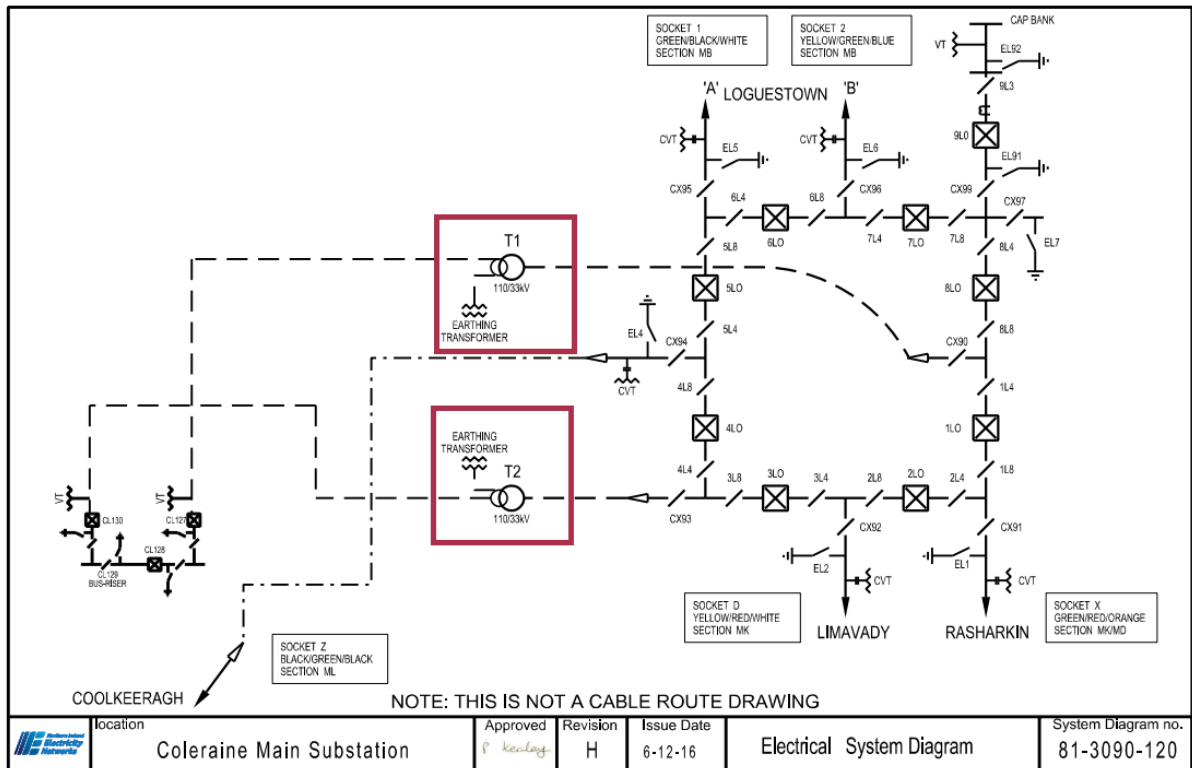 SOCKET 1
GREEN/BLACK/WHITE
SECTION MB
SOCKET 2
YELLOW/GREEN/BLUE
SECTION MB
CAP BANK
VT
EL92
9L3
'A' LOGUESTOWN 'B'
CVT
EL5
CVT
EL6
9L0
EL91
CX95
6L4
6L8
CX96
CX99
CX97
6L0
7L4
7L0
7L8
T1
110/33kV
EARTHING
TRANSFORMER
5L8
8L4
EL7
5L0
8L0
5L4
8L8
EL4
CX94
CX90
CVT
4L8
1L4
EARTHING
TRANSFORMER
T2
110/33kV
4L0
1L0
4L4
3L8
3L0
3L4
2L8
2L0
2L4
1L8
VT
VT
CL130
CL127
CL128
CL129
BUS-RISER
CX93
CX92
CX91
EL2
EL1
CVT
CVT
SOCKET D
YELLOW/RED/WHITE
SECTION MK
LIMAVADY
RASHARKIN
SOCKET X
GREEN/RED/ORANGE
SECTION MK/MD
SOCKET Z
BLACK/GREEN/BLACK
SECTION ML
COOLKEERAGH
NOTE: THIS IS NOT A CABLE ROUTE DRAWING
Northern Ireland
Electricity
Networks
location
Coleraine Main Substation
Approved
P Kealey
Revision
H
Issue Date
6-12-16
Electrical System Diagram
System Diagram no.
81-3090-120